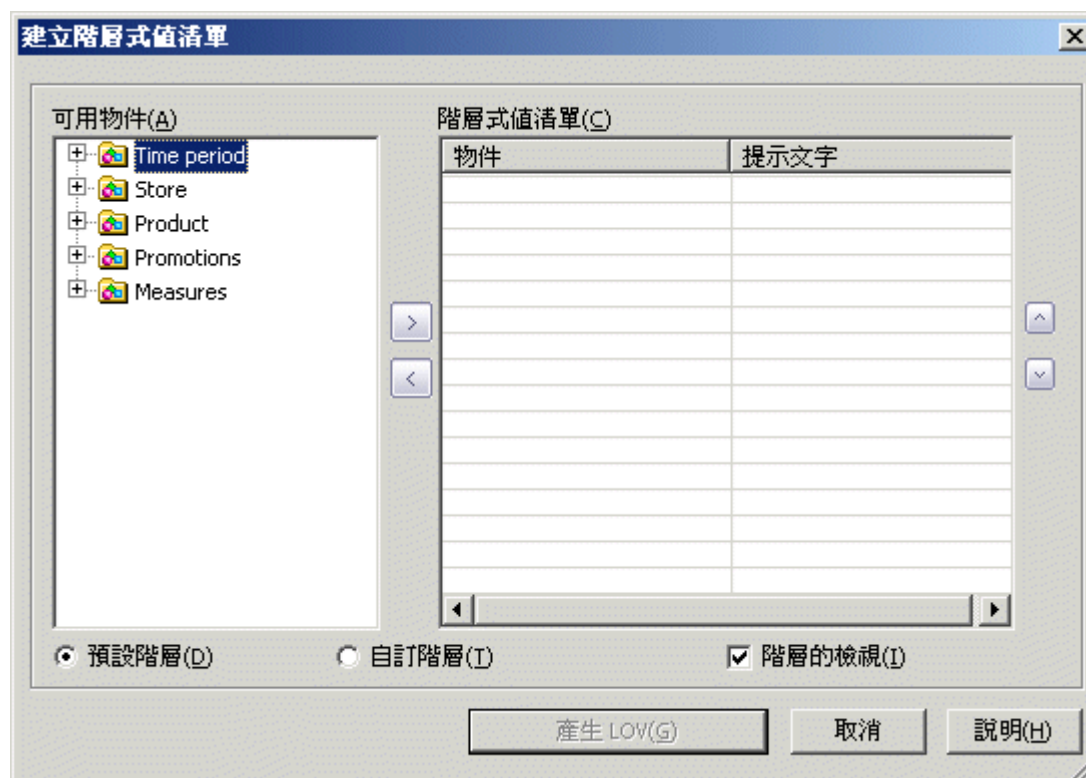 建立階層式值清單
可用物件(A)
階層式值清單(C)
Time period
Store
Product
Promotions
Measures
物件 提示文字
預設階層(D) 自訂階層(T) 階層的檢視(I)
產生 LOV(G) 取消 說明(H)